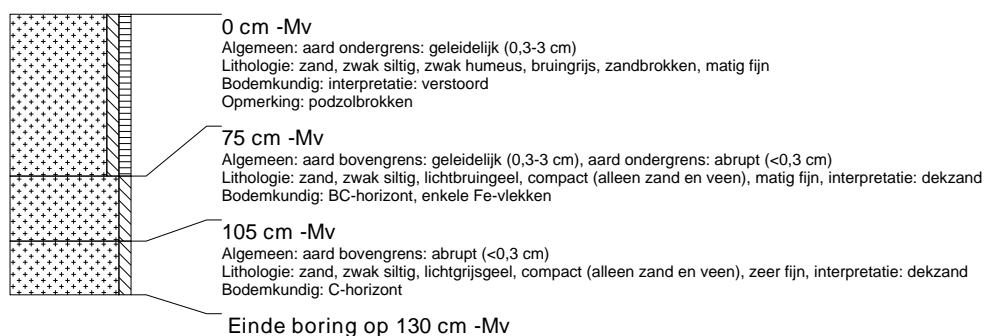 0 cm -Mv
Algemeen: aard ondergrens: geleidelijk (0,3-3 cm)
Lithologie: zand, zwak siltig, zwak humeus, bruingrijs, zandbrokken, matig fijn
Bodemkundig: interpretatie: verstoord
Opmerking: podzolbrokken
75 cm -Mv
Algemeen: aard bovengrens: geleidelijk (0,3-3 cm), aard ondergrens: abrupt (<0,3 cm)
Lithologie: zand, zwak siltig, lichtbruingeel, compact (alleen zand en veen), matig fijn, interpretatie: dekzand
Bodemkundig: BC-horizont, enkele Fe-vlekken
105 cm -Mv
Algemeen: aard bovengrens: abrupt (<0,3 cm)
Lithologie: zand, zwak siltig, lichtgrijsgeel, compact (alleen zand en veen), zeer fijn, interpretatie: dekzand
Bodemkundig: C-horizont
Einde boring op 130 cm -Mv